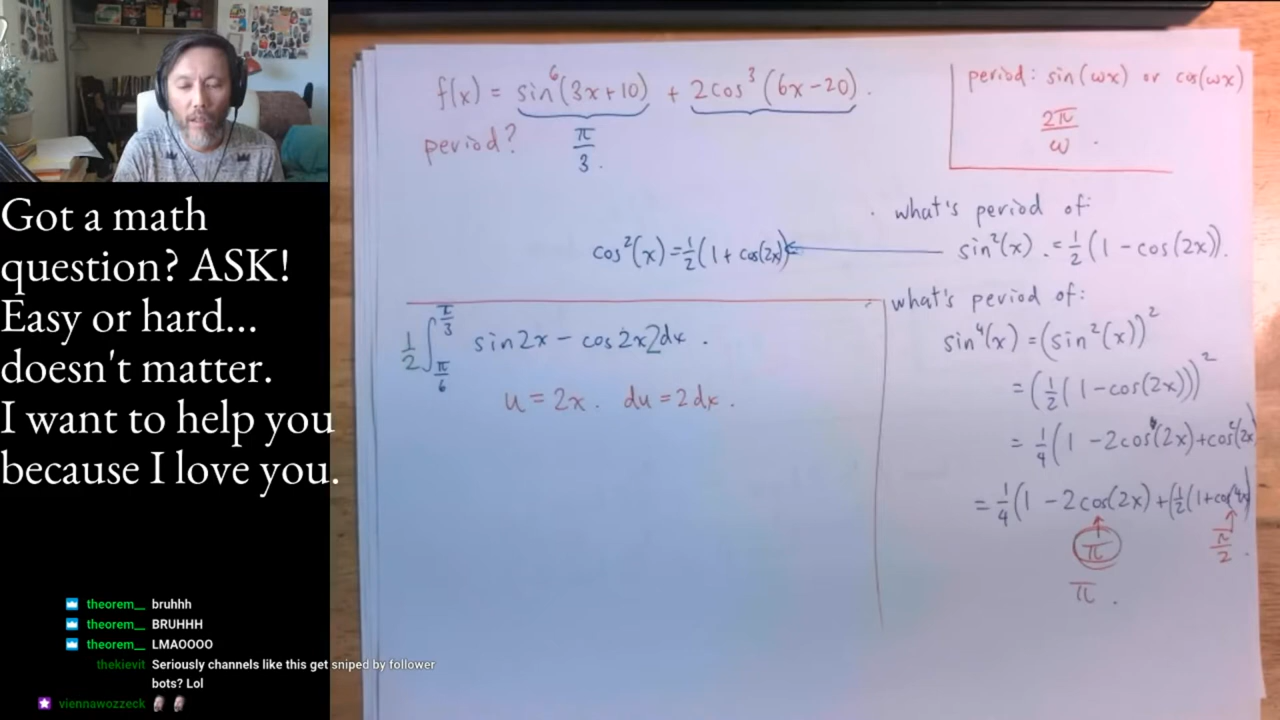 Got a math
question? ASK!
Easy or hard...
doesn't matter.
I want to help you
because I love you.
theorem__ bruhhh
theorem__ BRUHHH
theorem__ LMAOOOO
thekievit Seriously channels like this get sniped by follower
bots? Lol
viennawozzeck
f(x) = sin⁶(3x+10) + 2cos³(6x-20).
period?
π/3.
period: sin(ωx) or cos(ωx)
2π/ω.
what's period of:
sin²(x). = ½(1 - cos(2x)).
cos²(x) = ½(1 + cos(2x))
½∫_{π/6}^{π/3} sin2x - cos2x 2dx.
u = 2x. du = 2dx.
what's period of:
sin⁴(x) = (sin²(x))²
= (½(1-cos(2x)))²
= ¼(1 - 2cos(2x) + cos²(2x)
= ¼(1 - 2cos(2x) + (½(1+cos(4x)
π
π/2.
π.